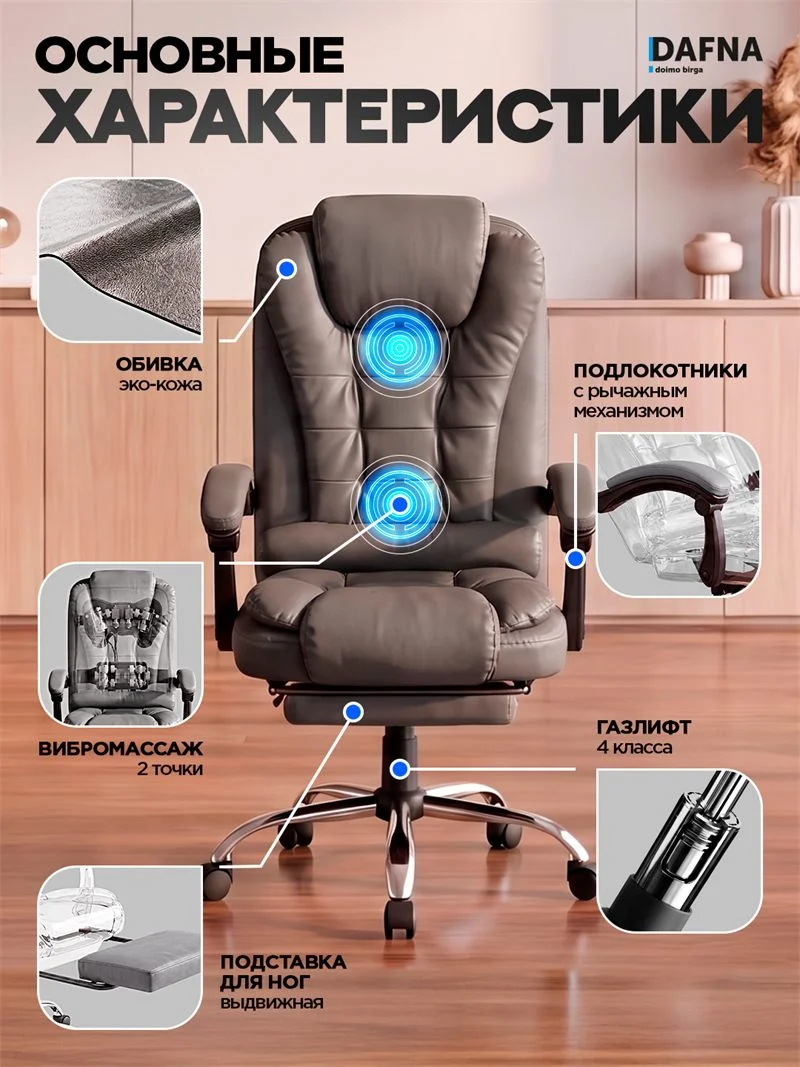 ОСНОВНЫЕ
ХАРАКТЕРИСТИКИ
DAFNA
doimo birga
ОБИВКА
эко-кожа
ПОДЛОКОТНИКИ
с рычажным
механизмом
ВИБРОМАССАЖ
2 точки
ГАЗЛИФТ
4 класса
ПОДСТАВКА
ДЛЯ НОГ
выдвижная